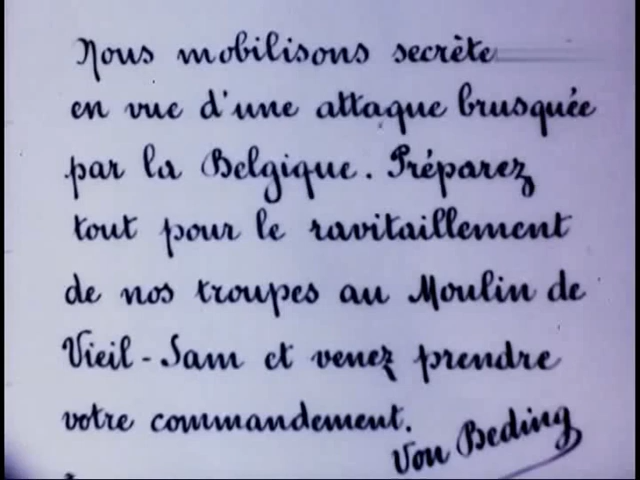 Nous mobilisons secrète
en vue d'une attaque brusquée
par la Belgique. Préparez
tout pour le ravitaillement
de nos troupes au Moulin de
Vieil-Sam et venez prendre
votre commandement.
Von Beding